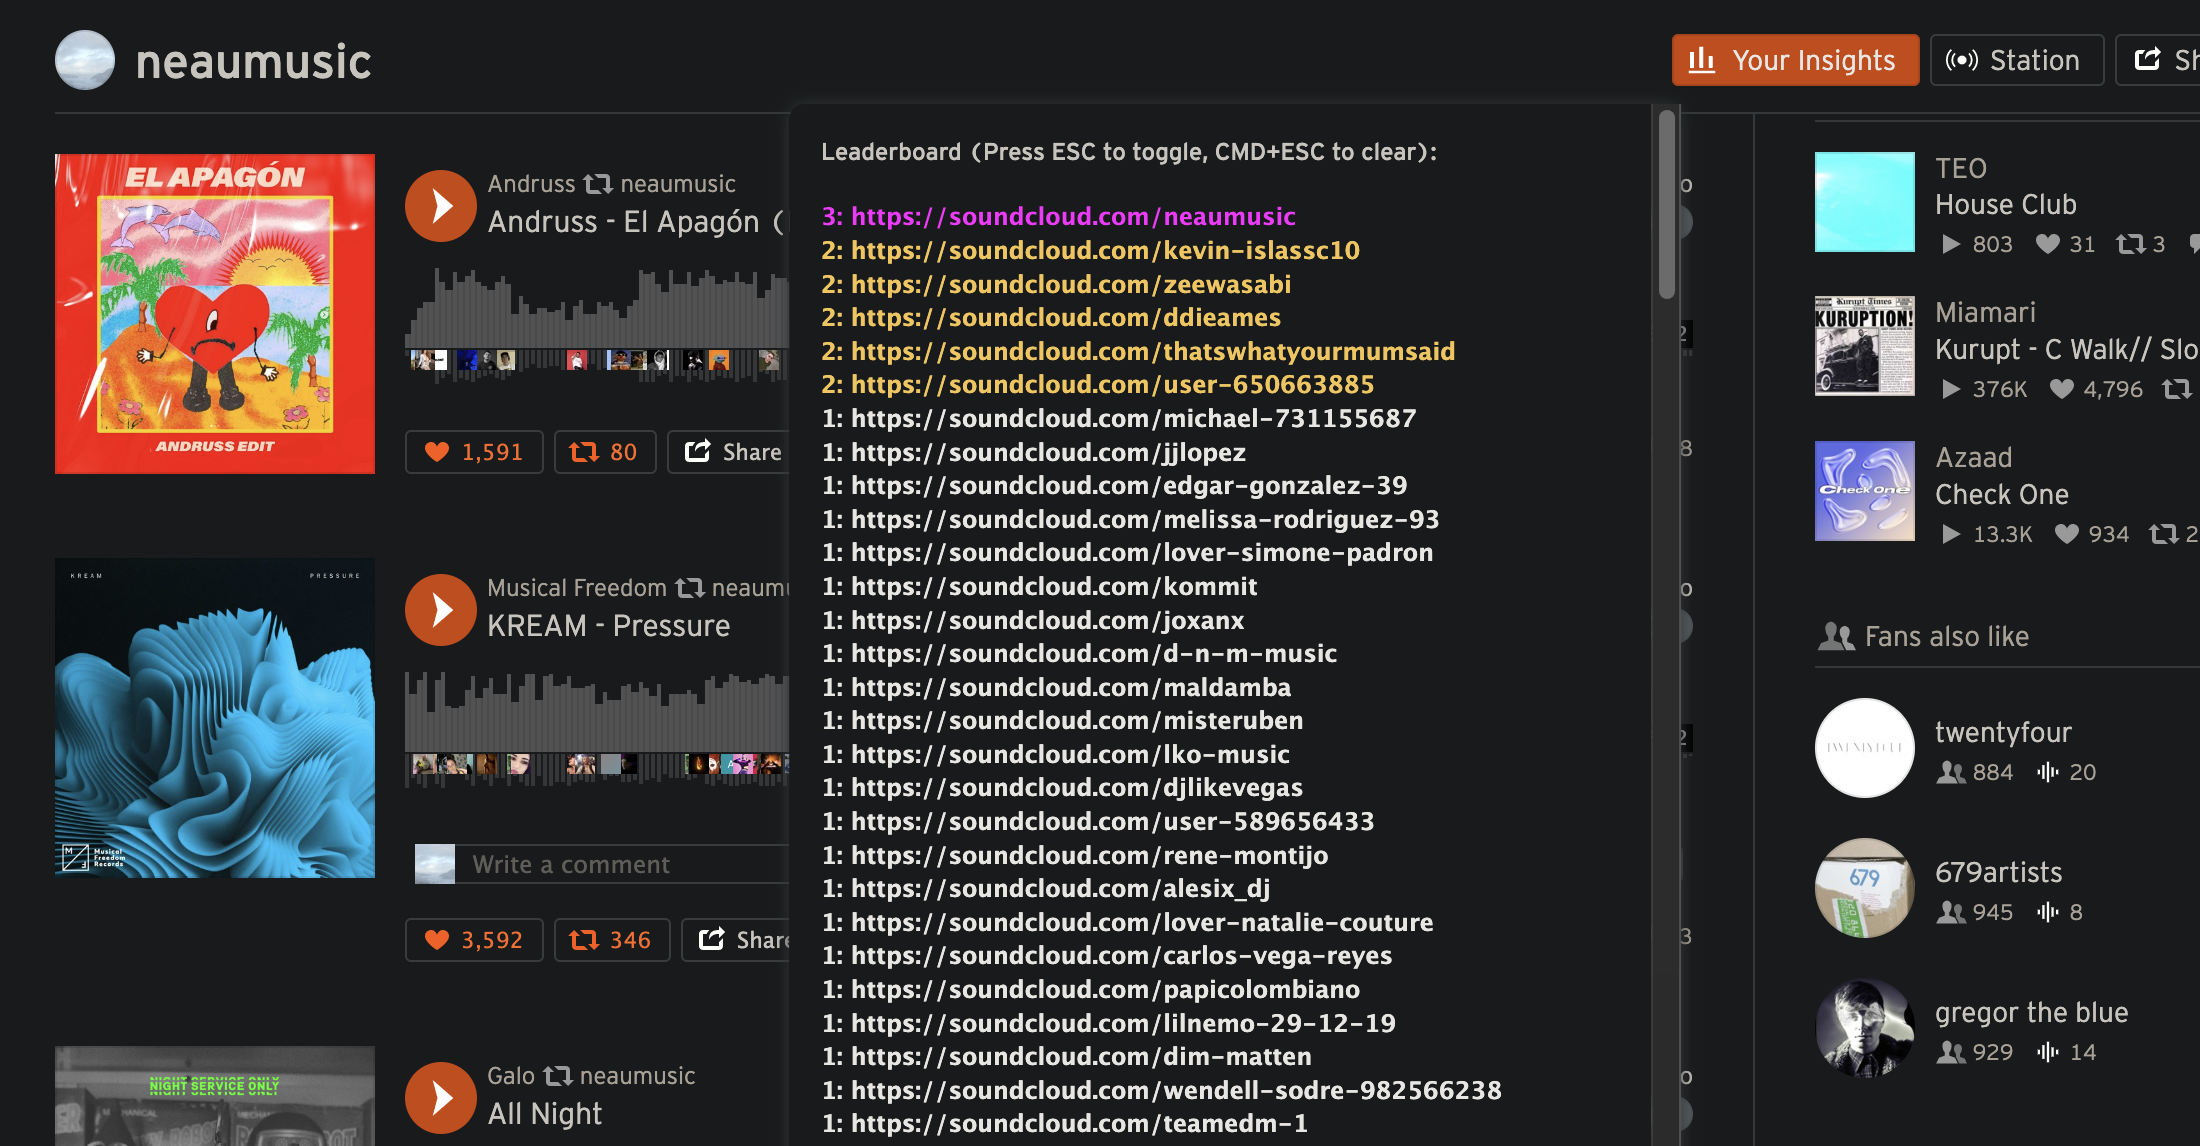 neaumusic
Your Insights
Station
EL APAGÓN
ANDRUSS EDIT
Andruss neaumusic
Andruss - El Apagón (
1,591
80
Share
KREAM
PRESSURE
Musical Freedom Records
Musical Freedom
KREAM - Pressure
Write a comment
3,592
346
Share
NIGHT SERVICE ONLY
NIGHT SERVICE ONLY
Galo neaumusic
All Night
Leaderboard (Press ESC to toggle, CMD+ESC to clear):
3: https://soundcloud.com/neaumusic
2: https://soundcloud.com/kevin-islassc10
2: https://soundcloud.com/zeewasabi
2: https://soundcloud.com/ddieames
2: https://soundcloud.com/thatswhatyourmumsaid
2: https://soundcloud.com/user-650663885
1: https://soundcloud.com/michael-731155687
1: https://soundcloud.com/jjlopez
1: https://soundcloud.com/edgar-gonzalez-39
1: https://soundcloud.com/melissa-rodriguez-93
1: https://soundcloud.com/lover-simone-padron
1: https://soundcloud.com/kommit
1: https://soundcloud.com/joxanx
1: https://soundcloud.com/d-n-m-music
1: https://soundcloud.com/maldamba
1: https://soundcloud.com/misteruben
1: https://soundcloud.com/lko-music
1: https://soundcloud.com/djlikevegas
1: https://soundcloud.com/user-589656433
1: https://soundcloud.com/rene-montijo
1: https://soundcloud.com/alesix_dj
1: https://soundcloud.com/lover-natalie-couture
1: https://soundcloud.com/carlos-vega-reyes
1: https://soundcloud.com/papicolombiano
1: https://soundcloud.com/lilnemo-29-12-19
1: https://soundcloud.com/dim-matten
1: https://soundcloud.com/wendell-sodre-982566238
1: https://soundcloud.com/teamedm-1
TEO
House Club
803 31 3
Kurupt Times
KURUPTION!
Miamari
Kurupt - C Walk// Slo
376K 4,796
Check One
Azaad
Check One
13.3K 934 2
Fans also like
TWENTYFOUR
twentyfour
884 20
679
679artists
945 8
gregor the blue
929 14